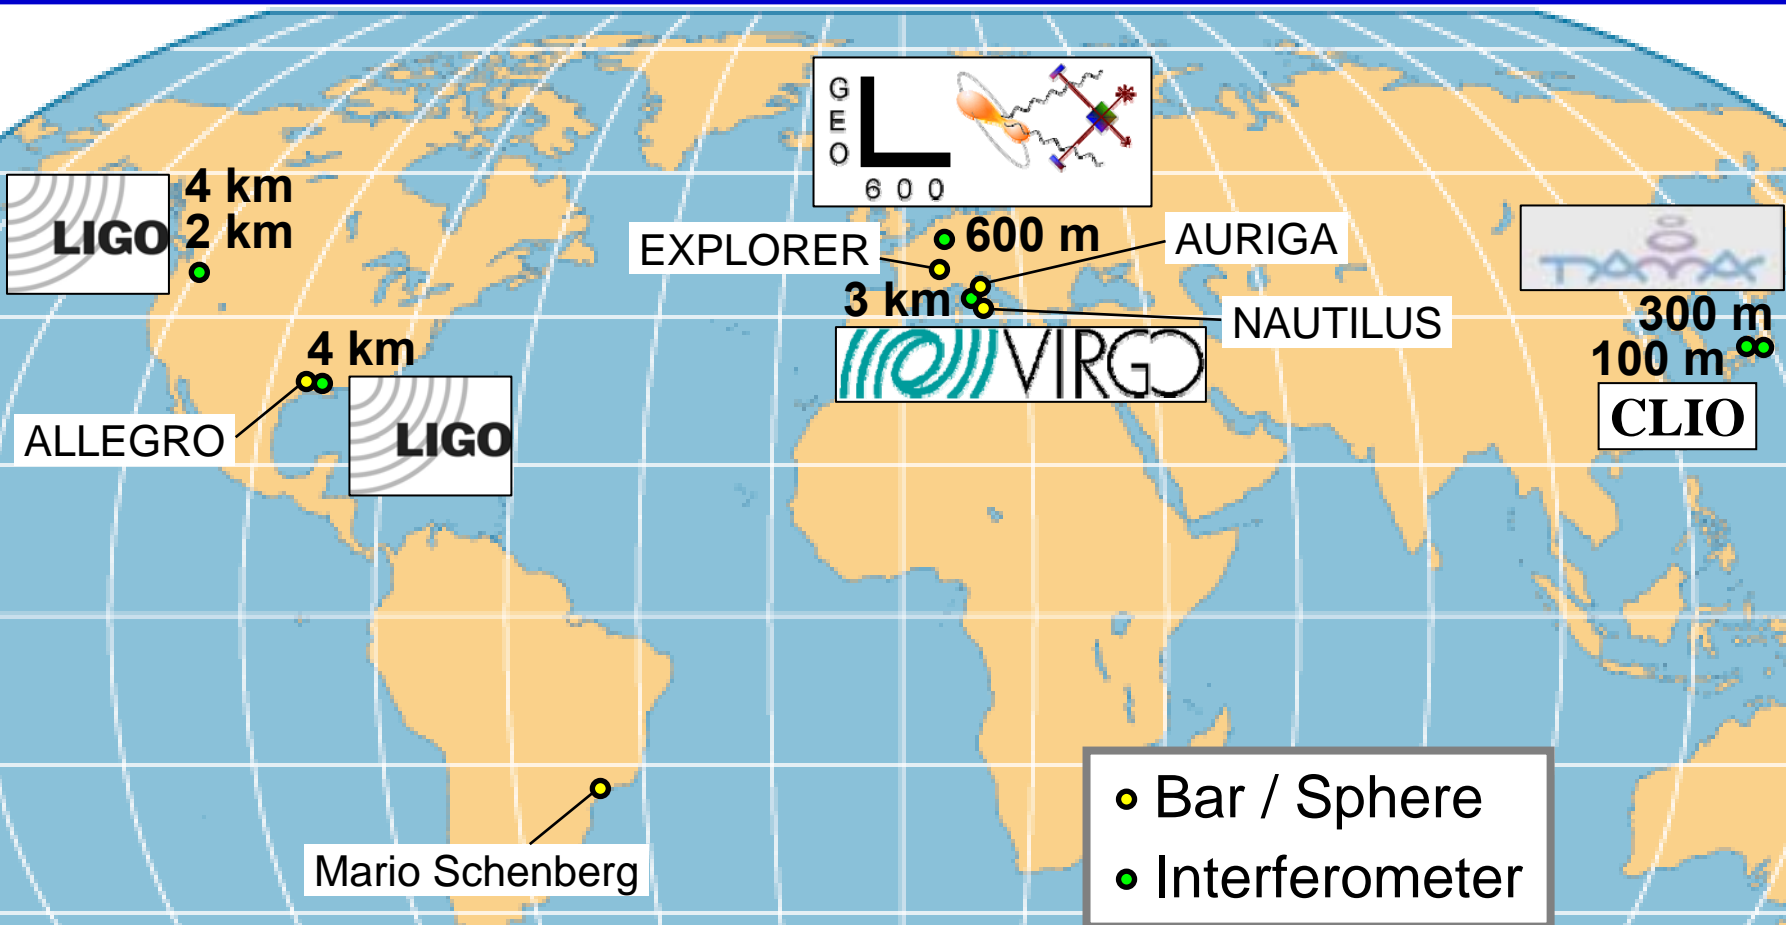 GEO
600
LIGO
4 km
2 km
EXPLORER
600 m
AURIGA
TAMA
3 km
NAUTILUS
300 m
VIRGO
4 km
100 m
CLIO
ALLEGRO
LIGO
Mario Schenberg
Bar / Sphere
Interferometer